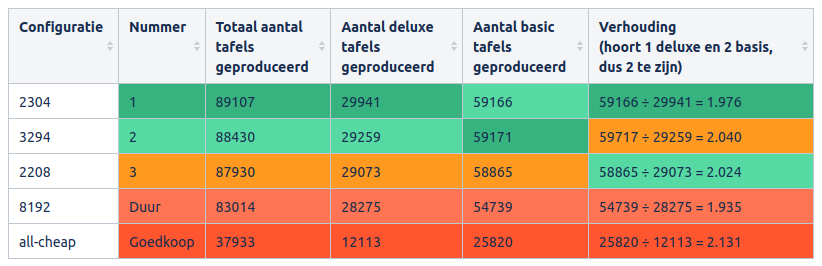 Configuratie Nummer Totaal aantal tafels geproduceerd Aantal deluxe tafels geproduceerd Aantal basic tafels geproduceerd Verhouding (hoort 1 deluxe en 2 basis, dus 2 te zijn)
2304 1 89107 29941 59166 59166 ÷ 29941 = 1.976
3294 2 88430 29259 59171 59717 ÷ 29259 = 2.040
2208 3 87930 29073 58865 58865 ÷ 29073 = 2.024
8192 Duur 83014 28275 54739 54739 ÷ 28275 = 1.935
all-cheap Goedkoop 37933 12113 25820 25820 ÷ 12113 = 2.131